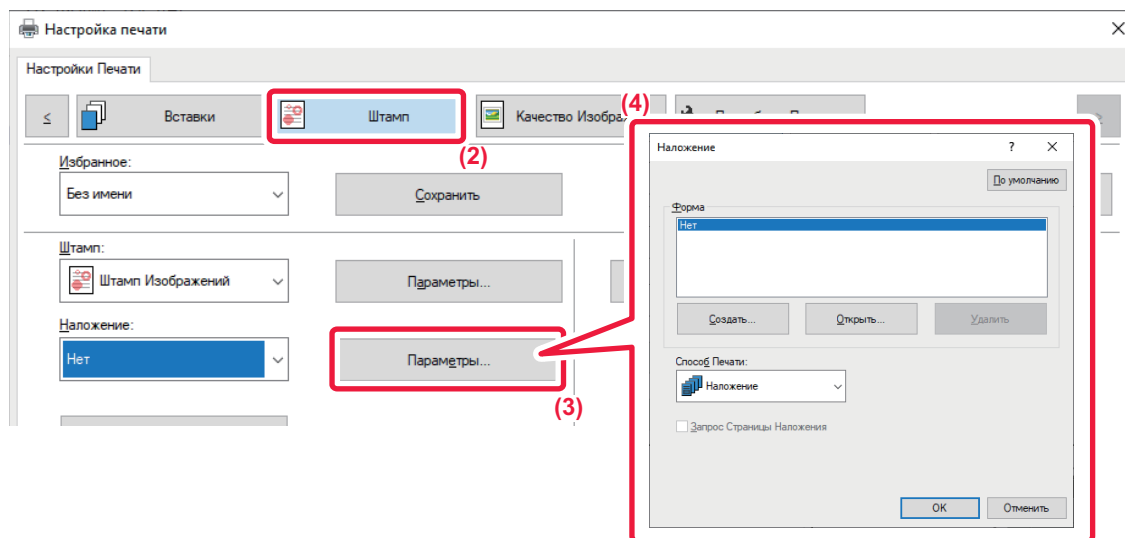 Настройка печати
Настройки Печати
<
Вставки
Штамп
Качество Изображ
(4)
(2)
Избранное:
Без имени
Сохранить
Штамп:
Штамп Изображений
Параметры...
Наложение:
Нет
Параметры...
(3)
Наложение
?
По умолчанию
Форма
Нет
Создать...
Открыть...
Удалить
Способ Печати:
Наложение
Запрос Страницы Наложения
OK
Отменить